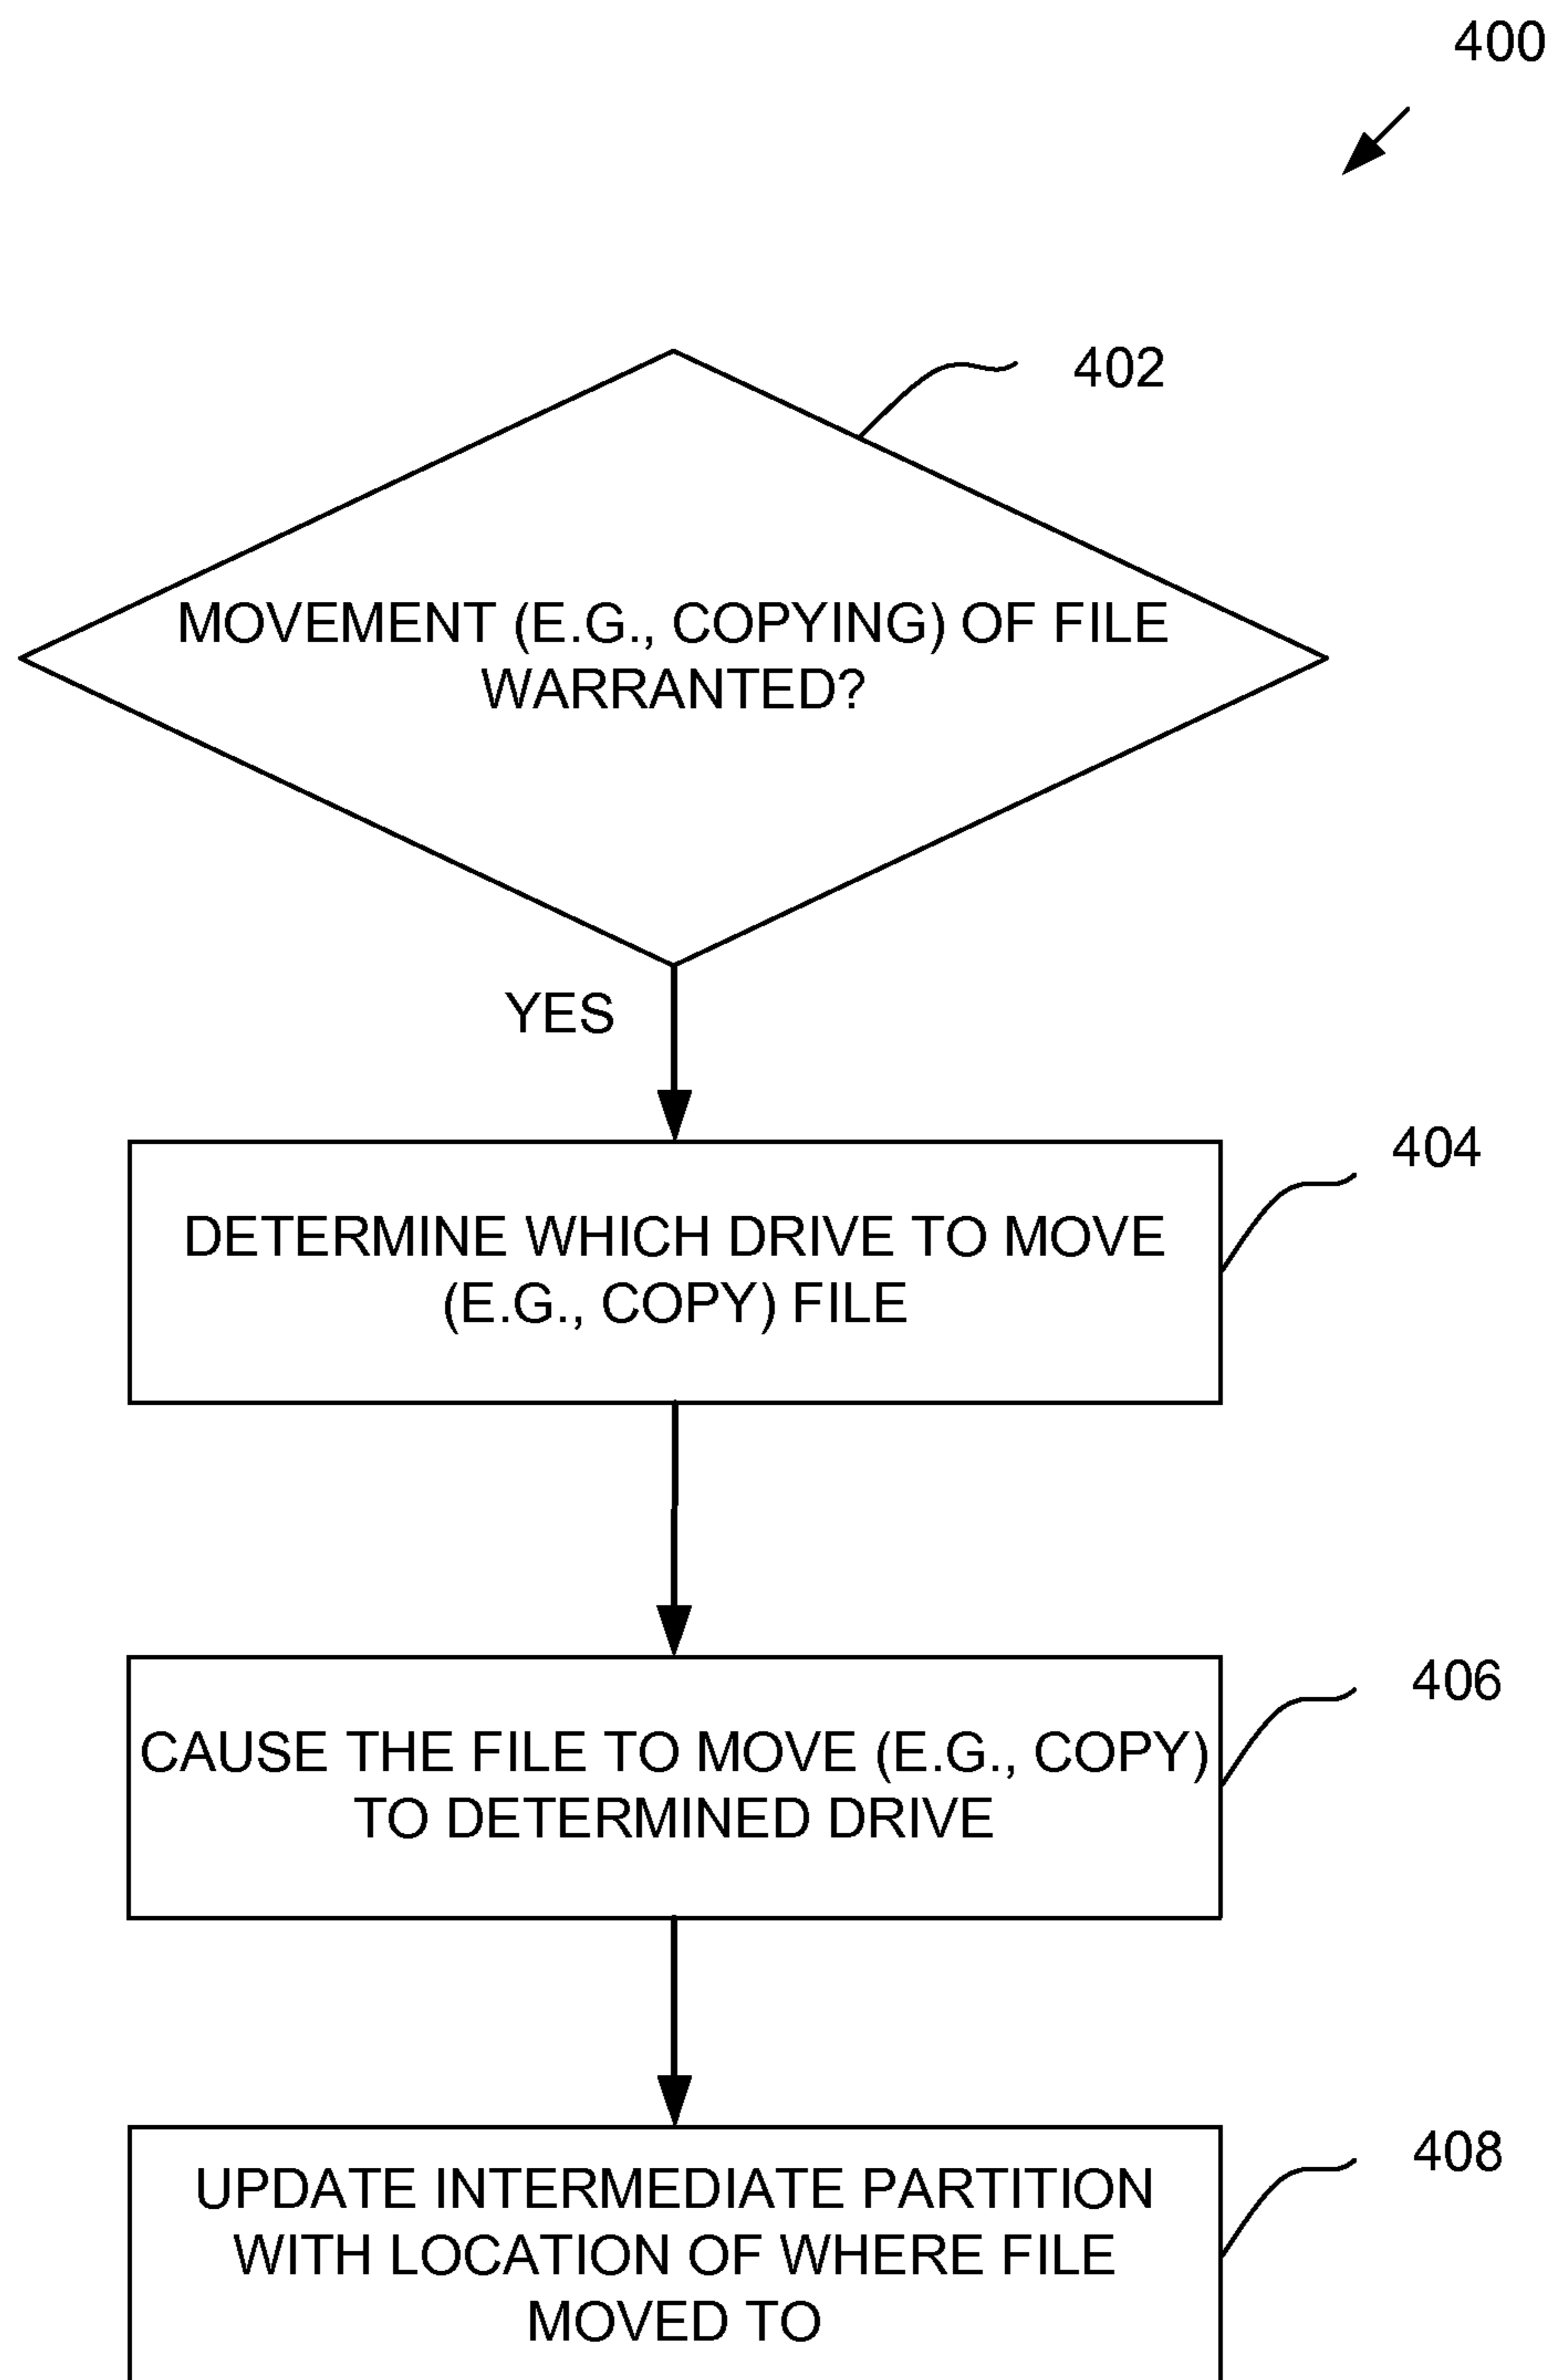 400
402
MOVEMENT (E.G., COPYING) OF FILE
WARRANTED?
YES
404
DETERMINE WHICH DRIVE TO MOVE
(E.G., COPY) FILE
406
CAUSE THE FILE TO MOVE (E.G., COPY)
TO DETERMINED DRIVE
408
UPDATE INTERMEDIATE PARTITION
WITH LOCATION OF WHERE FILE
MOVED TO